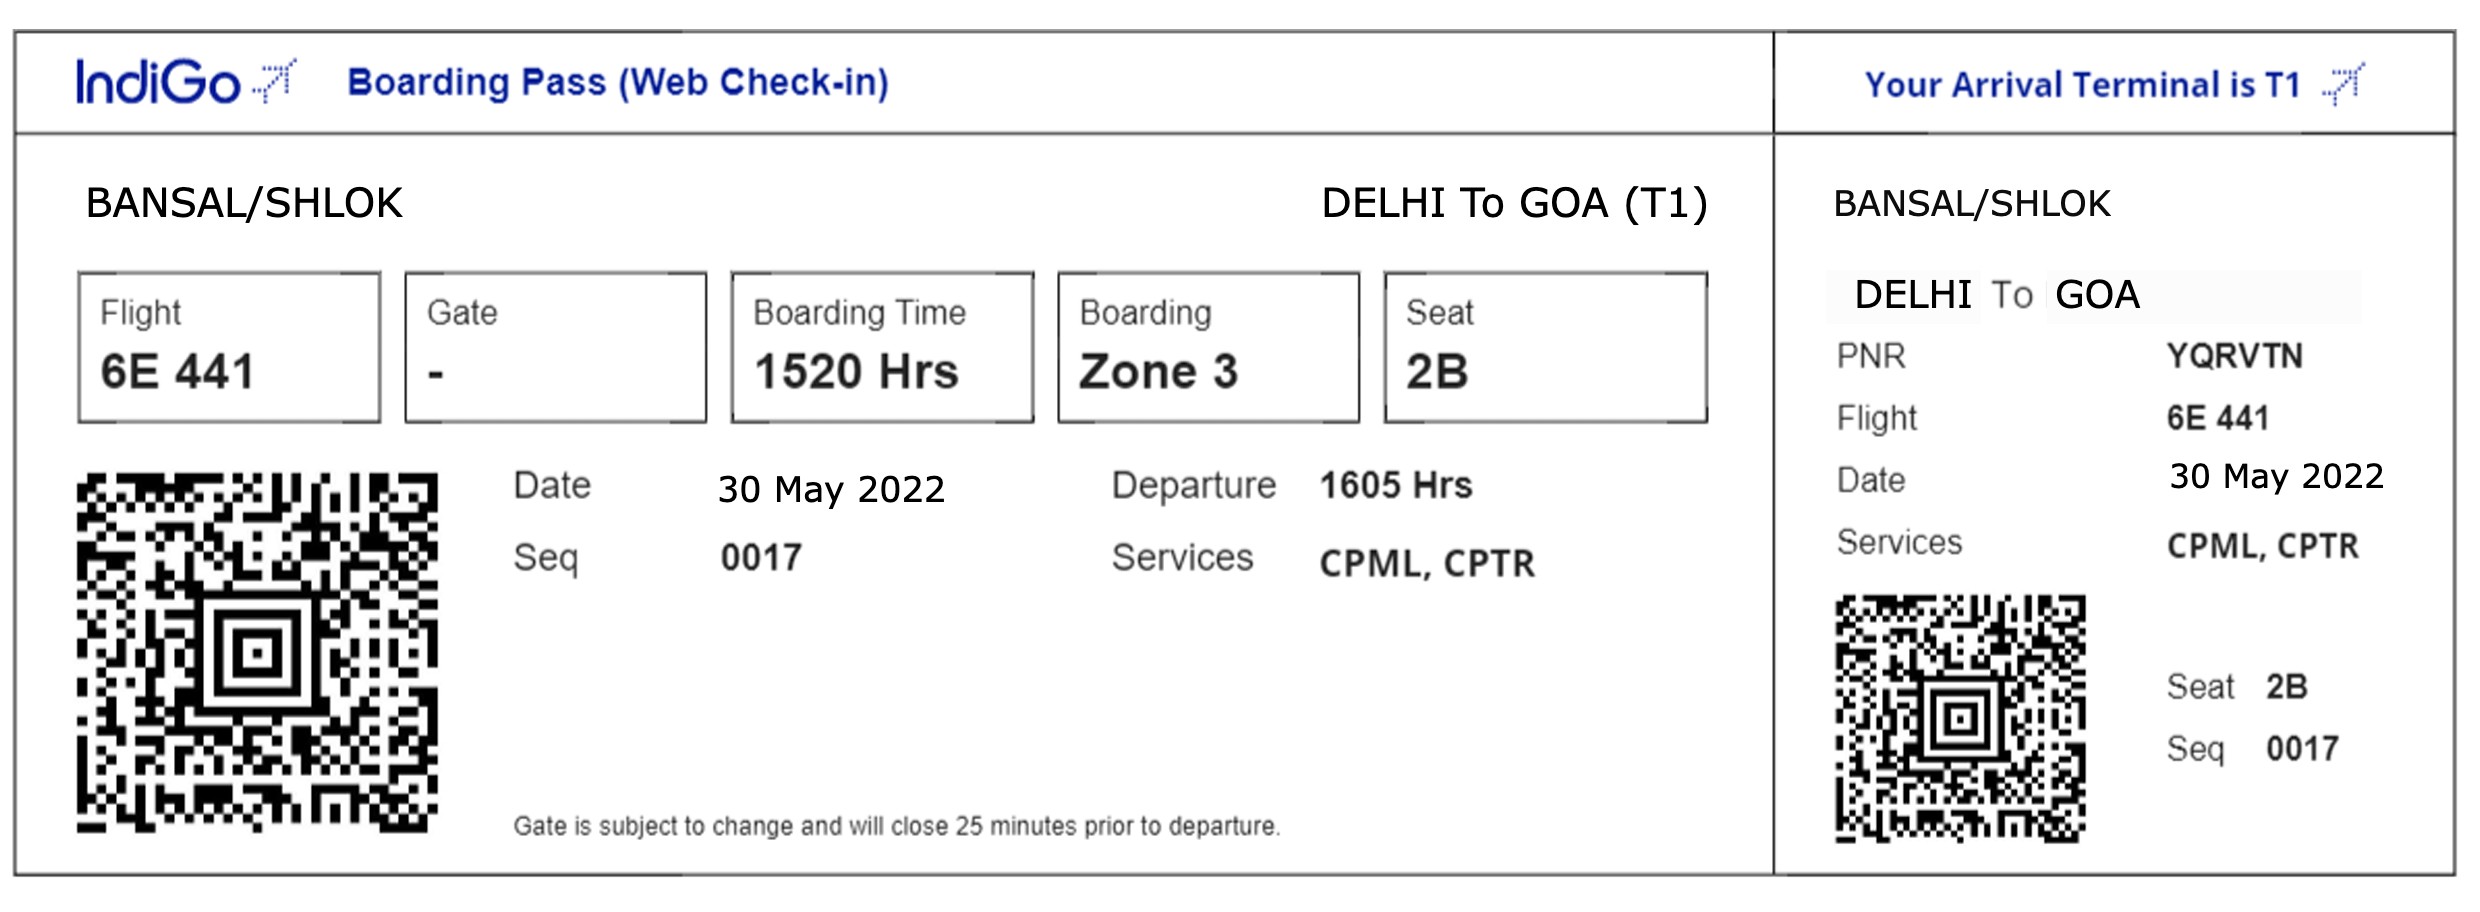 IndiGo Boarding Pass (Web Check-in)
BANSAL/SHLOK DELHI To GOA (T1)
Flight Gate Boarding Time Boarding Seat
6E 441 - 1520 Hrs Zone 3 2B
Date 30 May 2022 Departure 1605 Hrs
Seq 0017 Services CPML, CPTR
Gate is subject to change and will close 25 minutes prior to departure.
Your Arrival Terminal is T1
BANSAL/SHLOK
DELHI To GOA
PNR YQRVTN
Flight 6E 441
Date 30 May 2022
Services CPML, CPTR
Seat 2B
Seq 0017